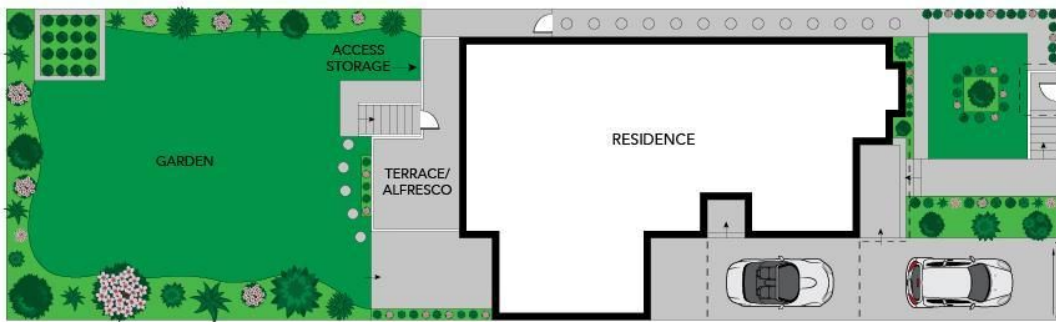 ACCESS
STORAGE
GARDEN
TERRACE/
ALFRESCO
RESIDENCE